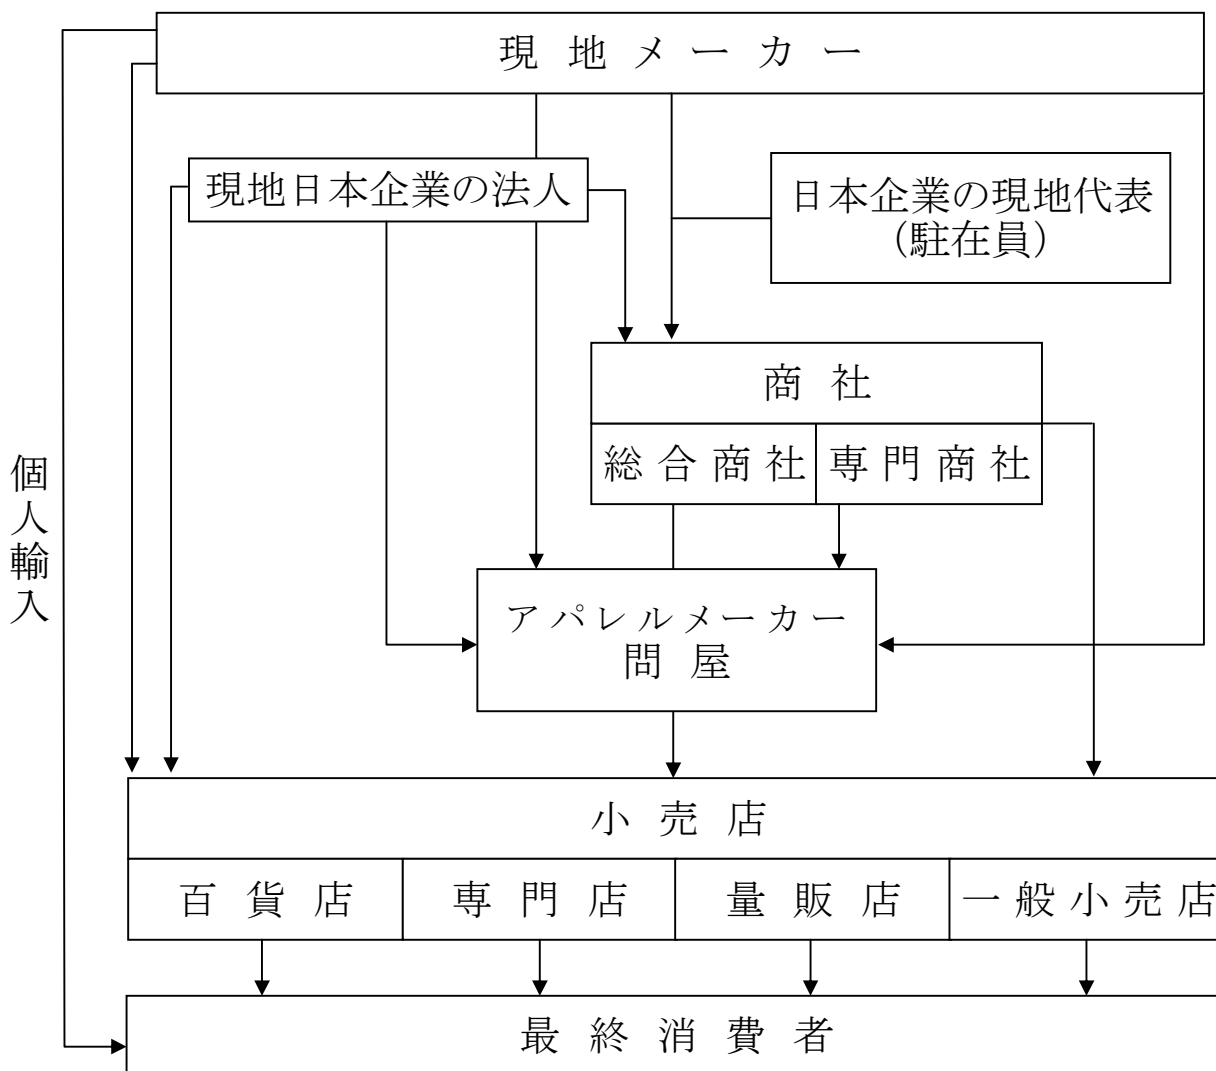 現地メーカー
現地日本企業の法人
日本企業の現地代表
（駐在員）
商社
総合商社
専門商社
個人輸入
アパレルメーカー
問屋
小売店
百貨店
専門店
量販店
一般小売店
最終消費者